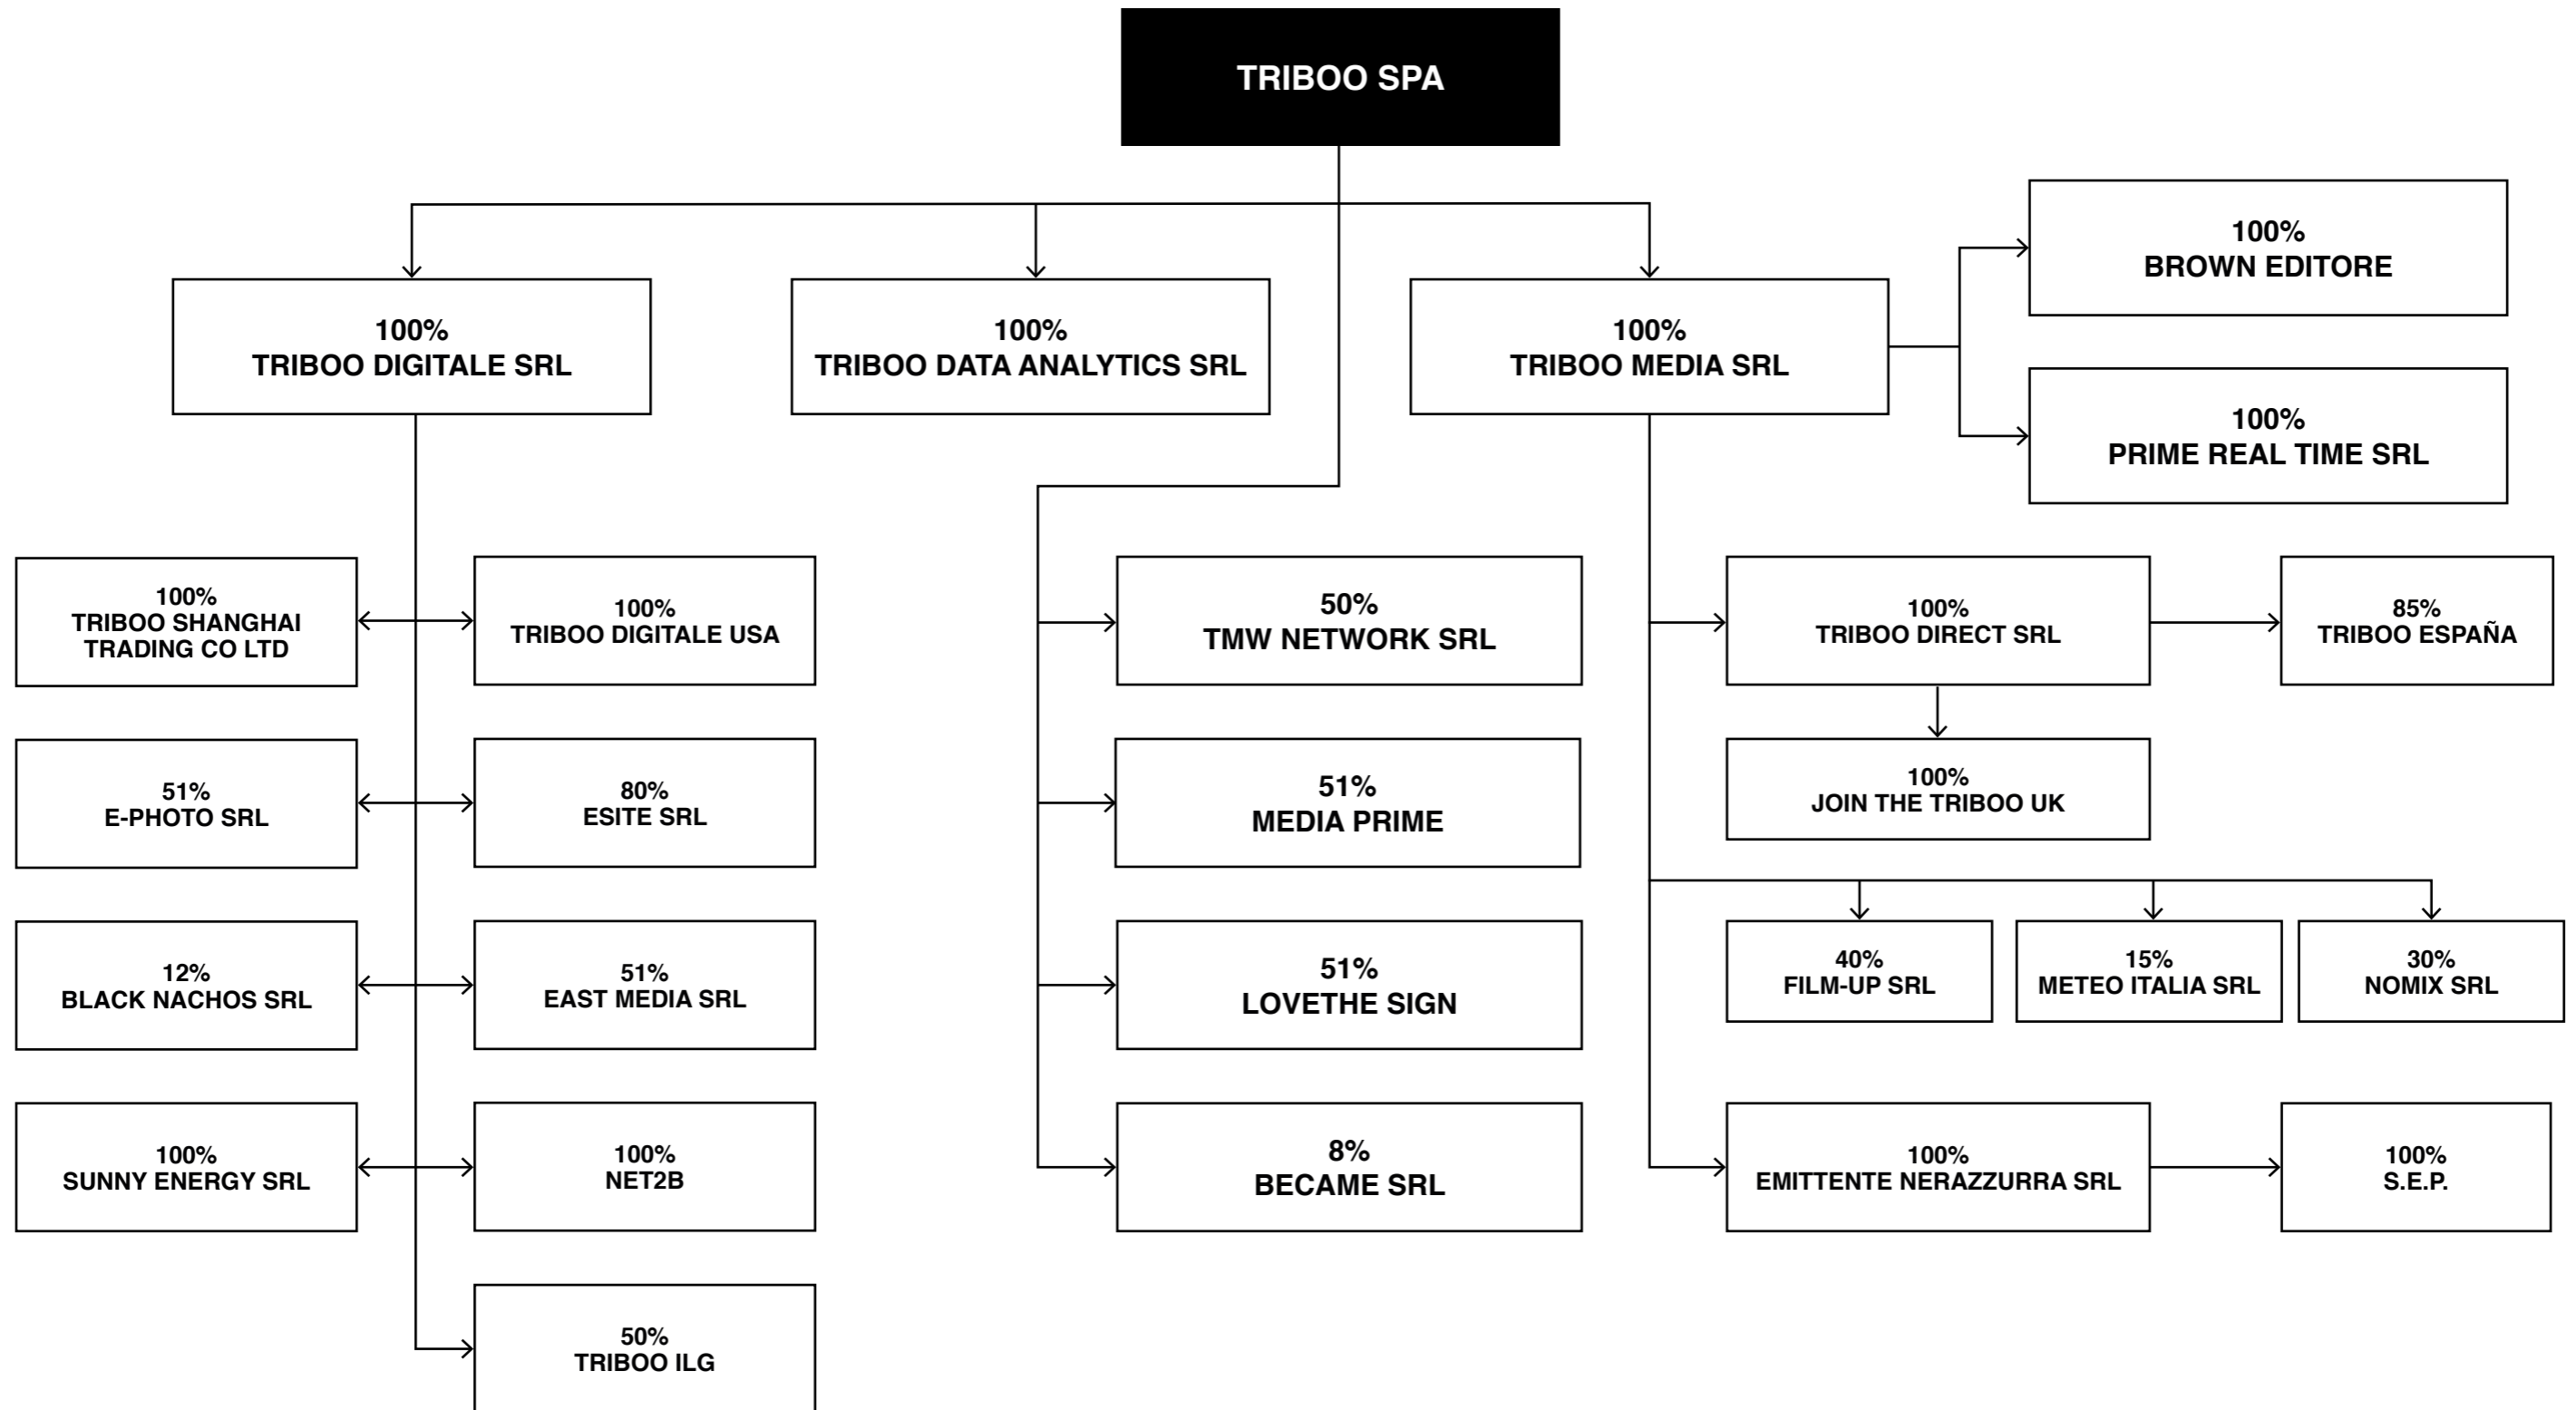 TRIBOO SPA
100%
TRIBOO DIGITALE SRL
100%
TRIBOO DATA ANALYTICS SRL
100%
TRIBOO MEDIA SRL
100%
BROWN EDITORE
100%
PRIME REAL TIME SRL
100%
TRIBOO SHANGHAI
TRADING CO LTD
100%
TRIBOO DIGITALE USA
51%
E-PHOTO SRL
80%
ESITE SRL
12%
BLACK NACHOS SRL
51%
EAST MEDIA SRL
100%
SUNNY ENERGY SRL
100%
NET2B
50%
TRIBOO ILG
50%
TMW NETWORK SRL
51%
MEDIA PRIME
51%
LOVETHE SIGN
8%
BECAME SRL
100%
TRIBOO DIRECT SRL
85%
TRIBOO ESPAÑA
100%
JOIN THE TRIBOO UK
40%
FILM-UP SRL
15%
METEO ITALIA SRL
30%
NOMIX SRL
100%
EMITTENTE NERAZZURRA SRL
100%
S.E.P.